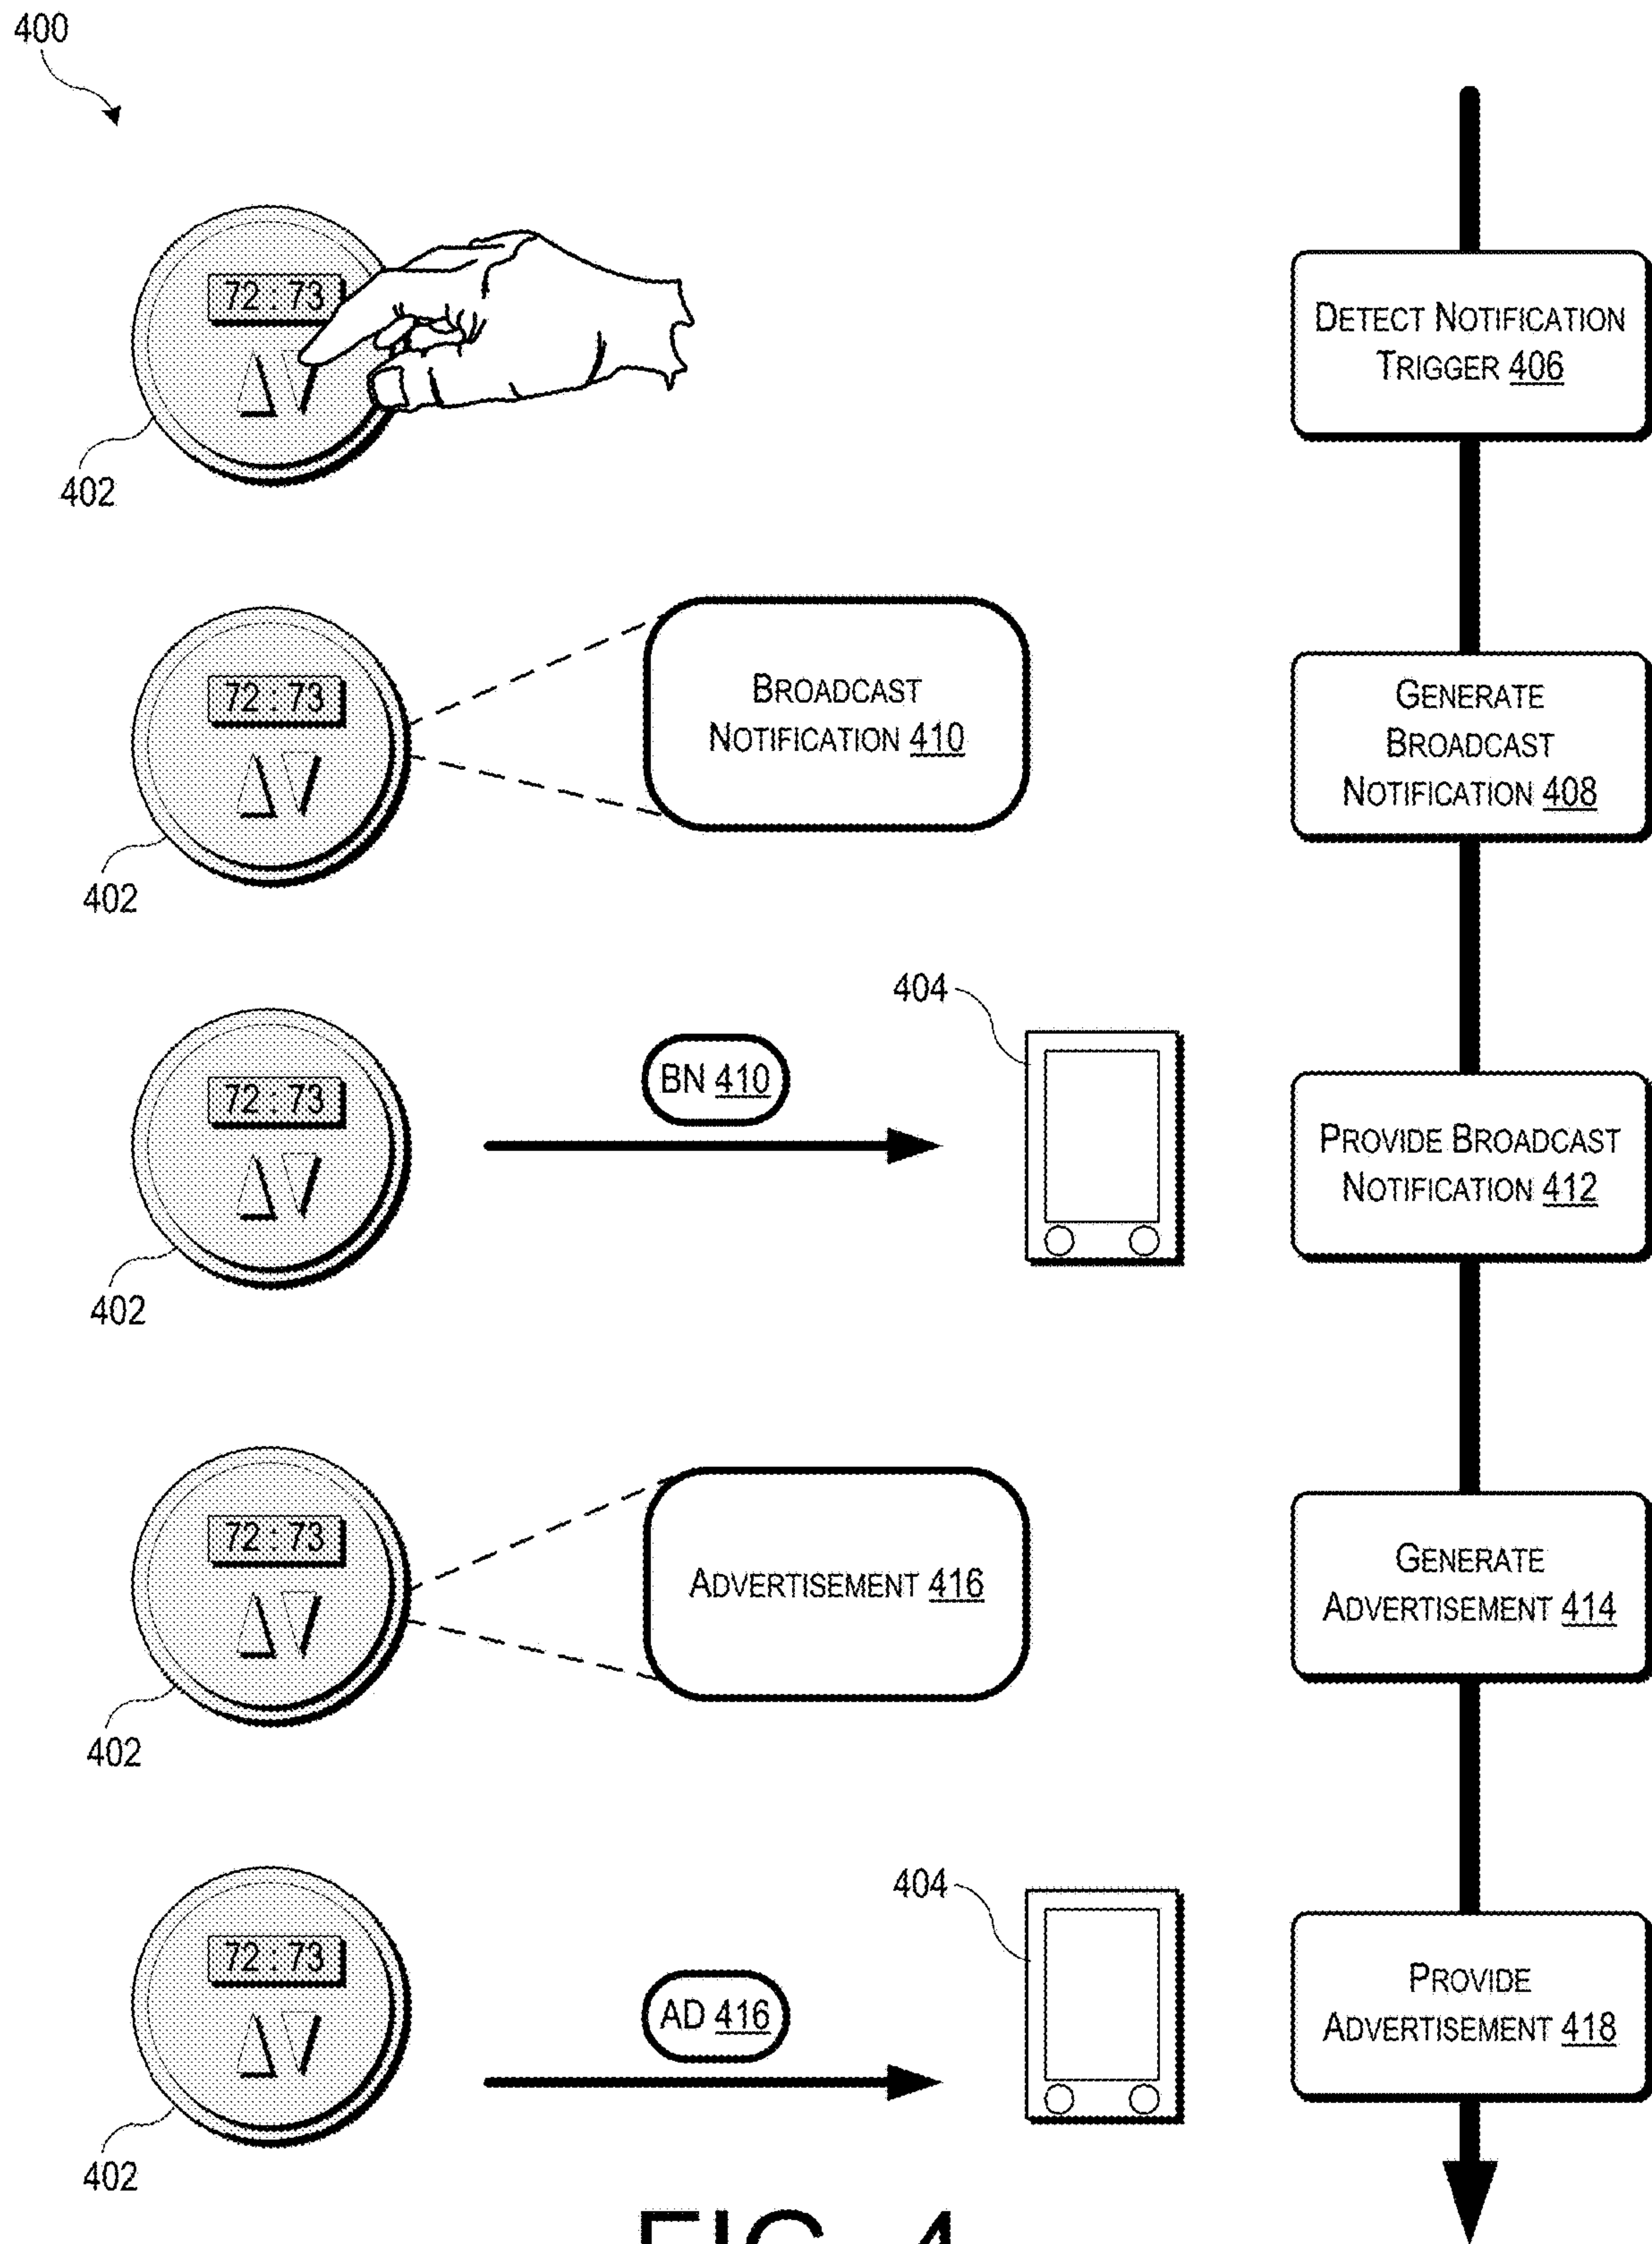 400
72 : 73
402
DETECT NOTIFICATION
TRIGGER 406
72 : 73
402
BROADCAST
NOTIFICATION 410
GENERATE
BROADCAST
NOTIFICATION 408
72 : 73
402
BN 410
404
PROVIDE BROADCAST
NOTIFICATION 412
72 : 73
402
ADVERTISEMENT 416
GENERATE
ADVERTISEMENT 414
72 : 73
402
AD 416
404
PROVIDE
ADVERTISEMENT 418
FIG. 4